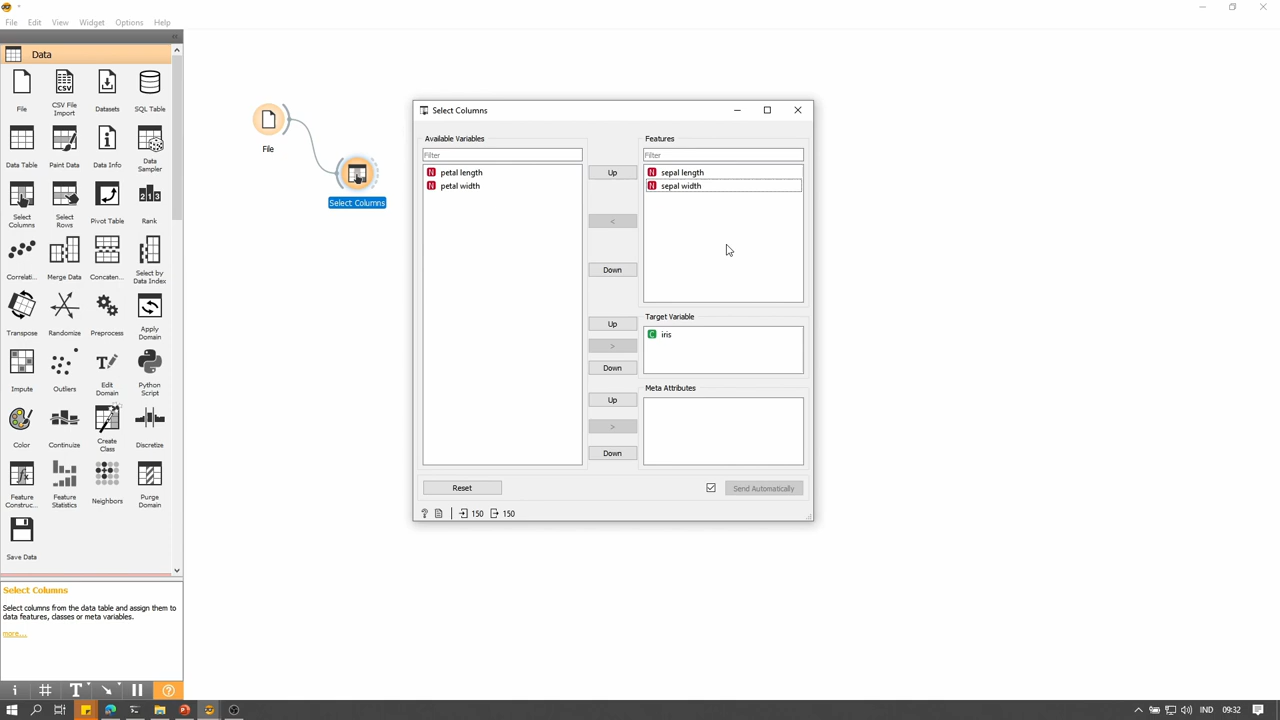 File Edit View Widget Options Help
Data
File
CSV File Import
Datasets
SQL Table
Data Table
Paint Data
Data Info
Data Sampler
Select Columns
Select Rows
Pivot Table
Rank
Correlati...
Merge Data
Concaten...
Select by Data Index
Transpose
Randomize
Preprocess
Apply Domain
Impute
Outliers
Edit Domain
Python Script
Color
Continuize
Create Class
Discretize
Feature Construc...
Feature Statistics
Neighbors
Purge Domain
Save Data
Select Columns
Select columns from the data table and assign them to
data features, classes or meta variables.
more...
File
Select Columns
Select Columns
Available Variables
Filter
N petal length
N petal width
Up
<
Down
Up
>
Down
Up
>
Down
Features
Filter
N sepal length
N sepal width
Target Variable
C iris
Meta Attributes
Reset
Send Automatically
? 150 150
IND 09:32